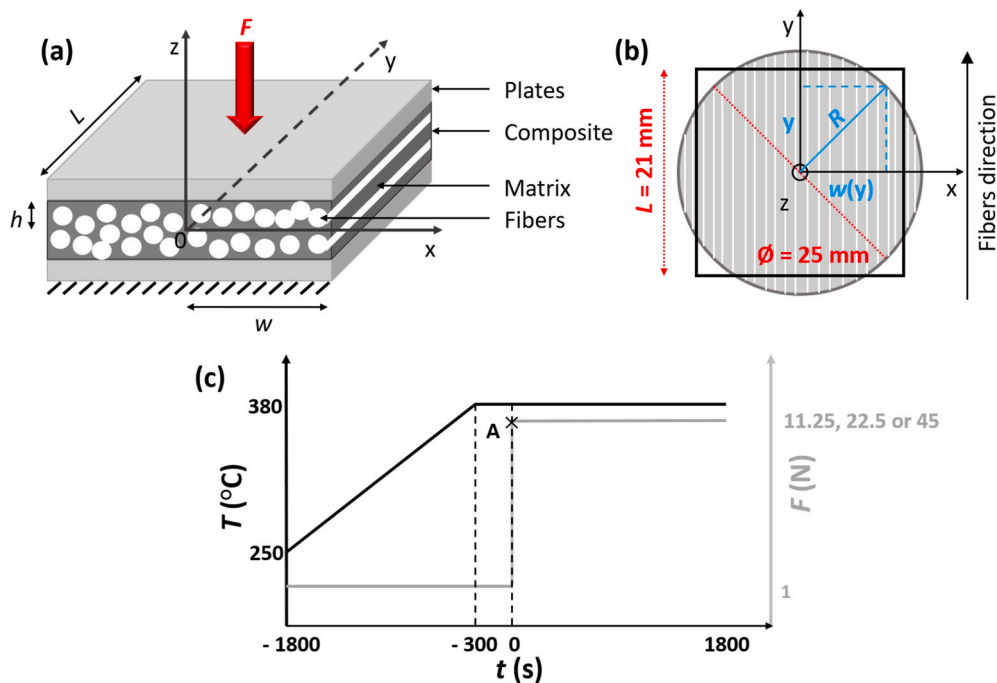 (a)
F
z
y
L
Plates
Composite
Matrix
Fibers
h
0
x
w
(b)
y
L = 21 mm
y
R
w(y)
x
z
Ø = 25 mm
Fibers direction
(c)
380
A
11.25, 22.5 or 45
T (°C)
F (N)
250
1
- 1800
- 300
0
1800
t (s)